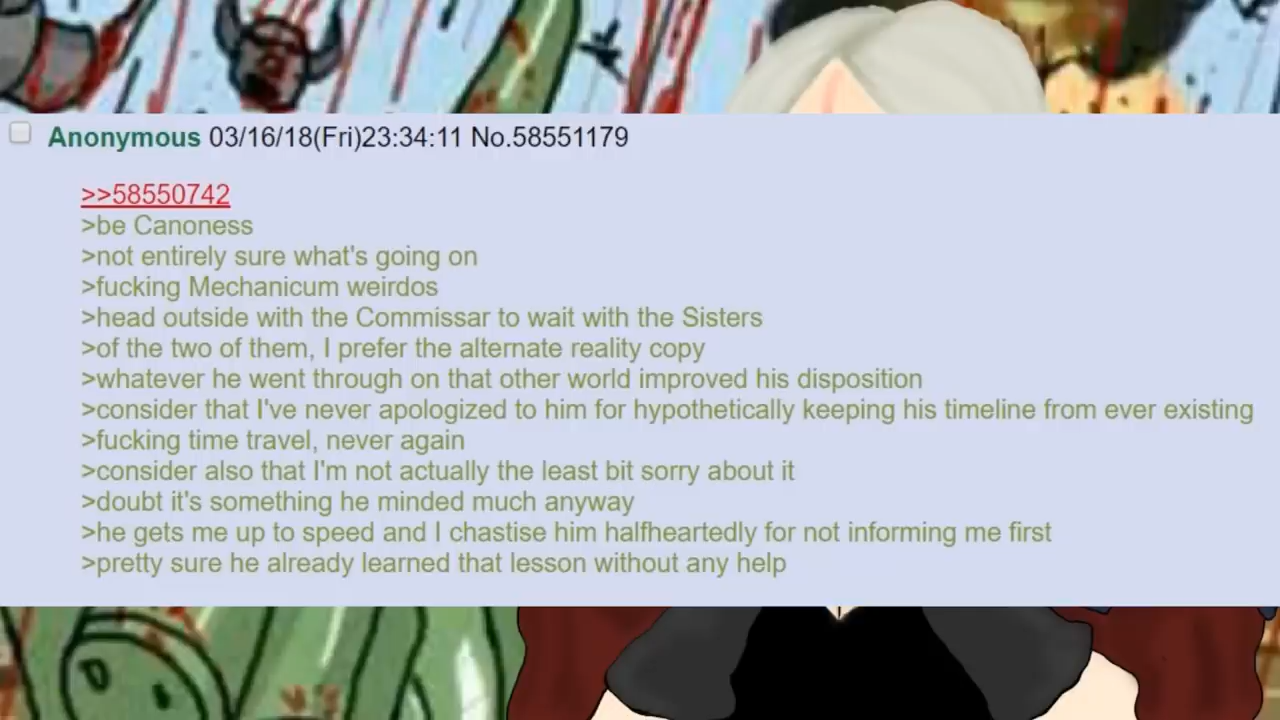 Anonymous 03/16/18(Fri)23:34:11 No.58551179
>>58550742
>be Canoness
>not entirely sure what's going on
>fucking Mechanicum weirdos
>head outside with the Commissar to wait with the Sisters
>of the two of them, I prefer the alternate reality copy
>whatever he went through on that other world improved his disposition
>consider that I've never apologized to him for hypothetically keeping his timeline from ever existing
>fucking time travel, never again
>consider also that I'm not actually the least bit sorry about it
>doubt it's something he minded much anyway
>he gets me up to speed and I chastise him halfheartedly for not informing me first
>pretty sure he already learned that lesson without any help